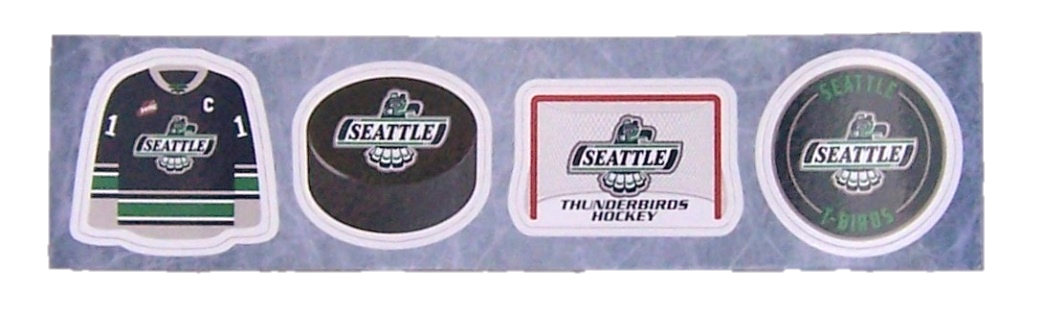 C
1 1
SEATTLE
SEATTLE
SEATTLE
THUNDERBIRDS
HOCKEY
SEATTLE
SEATTLE
T-BIRDS